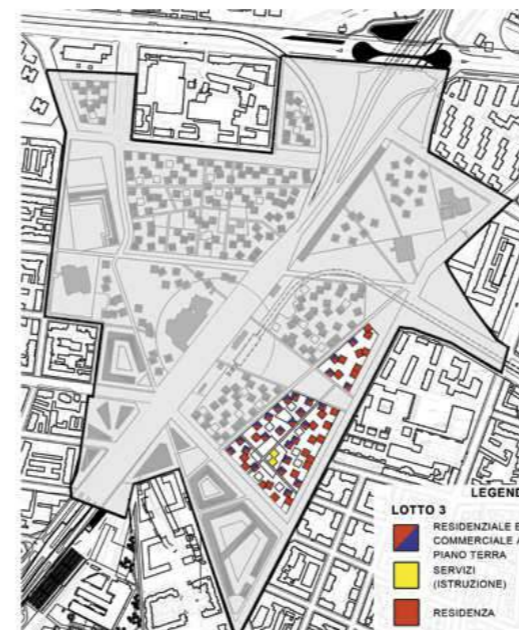 LEGEND
LOTTO 3
RESIDENZIALE E
COMMERCIALE A
PIANO TERRA
SERVIZI
(ISTRUZIONE)
RESIDENZA